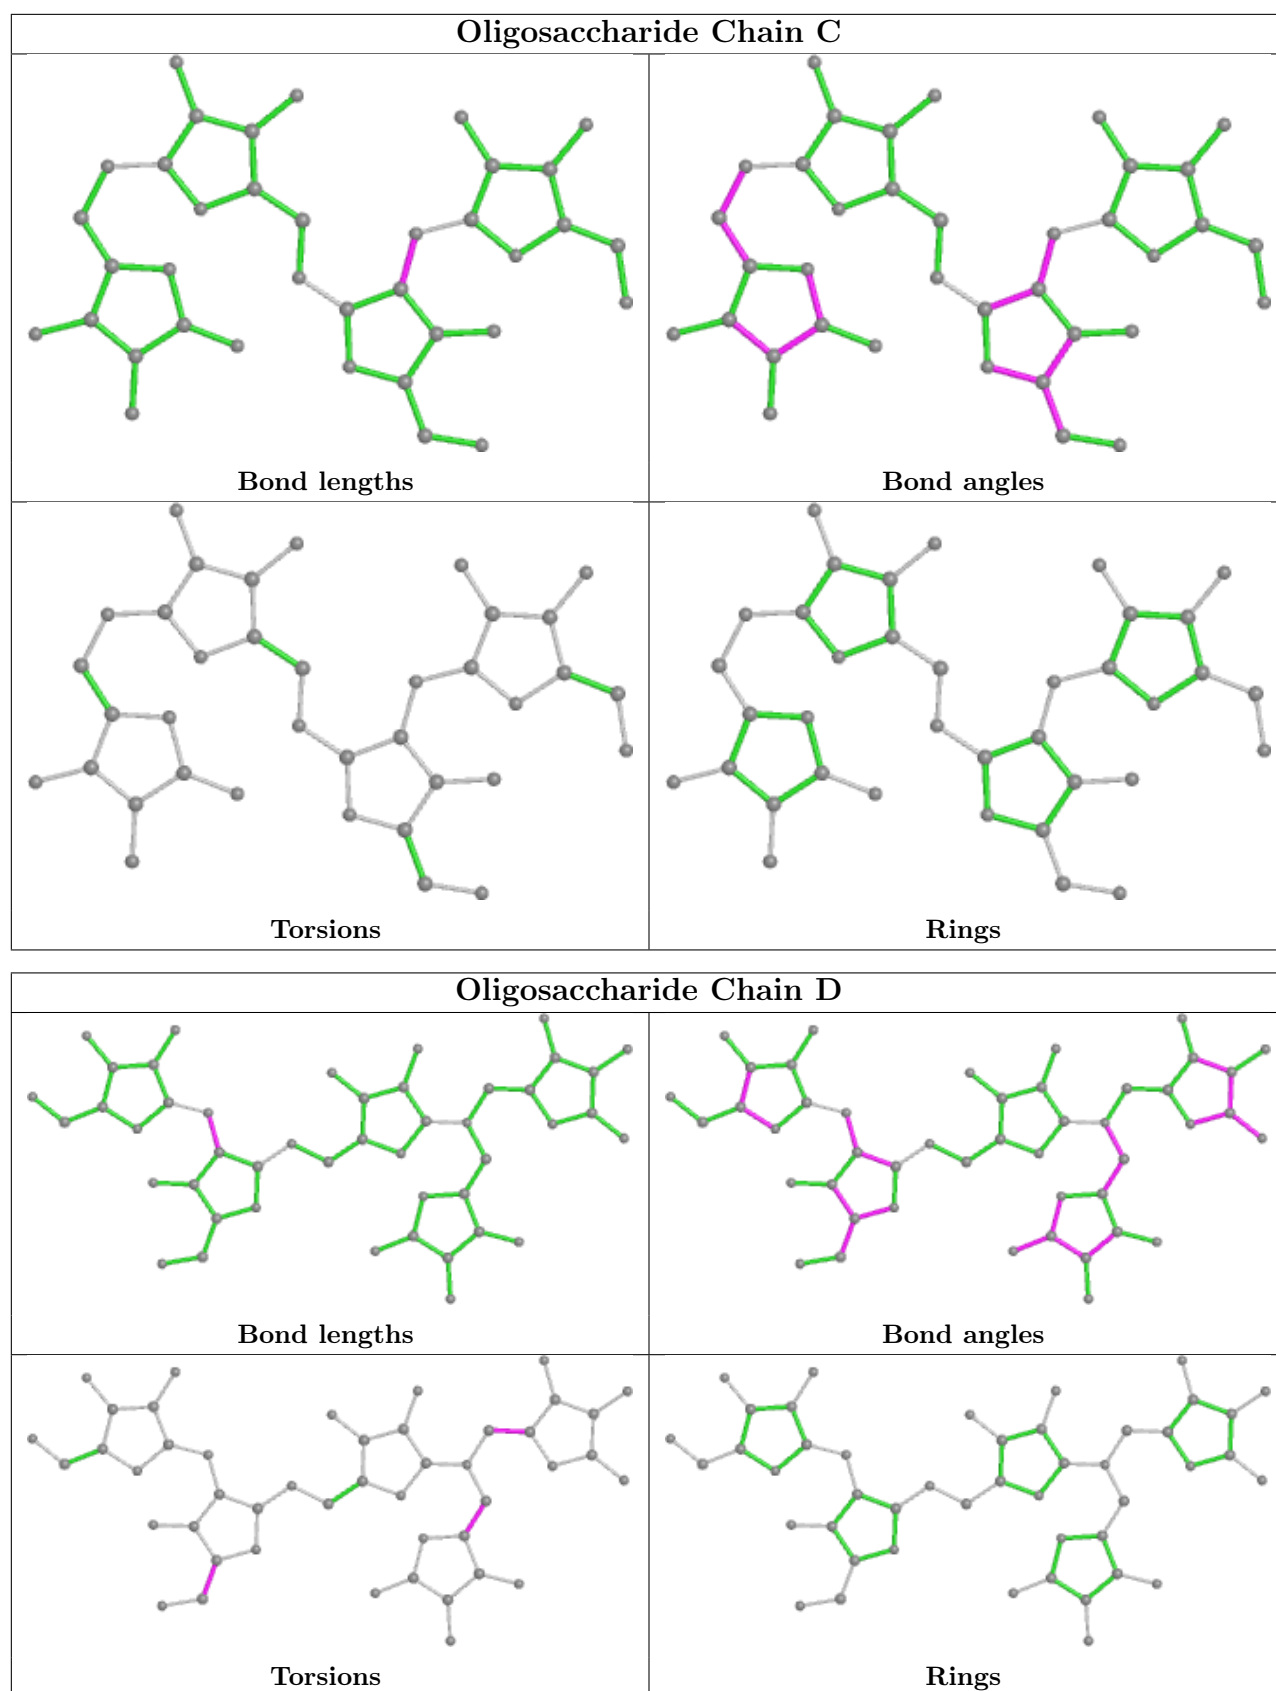 Oligosaccharide Chain C
Bond lengths
Bond angles
Torsions
Rings
Oligosaccharide Chain D
Bond lengths
Bond angles
Torsions
Rings